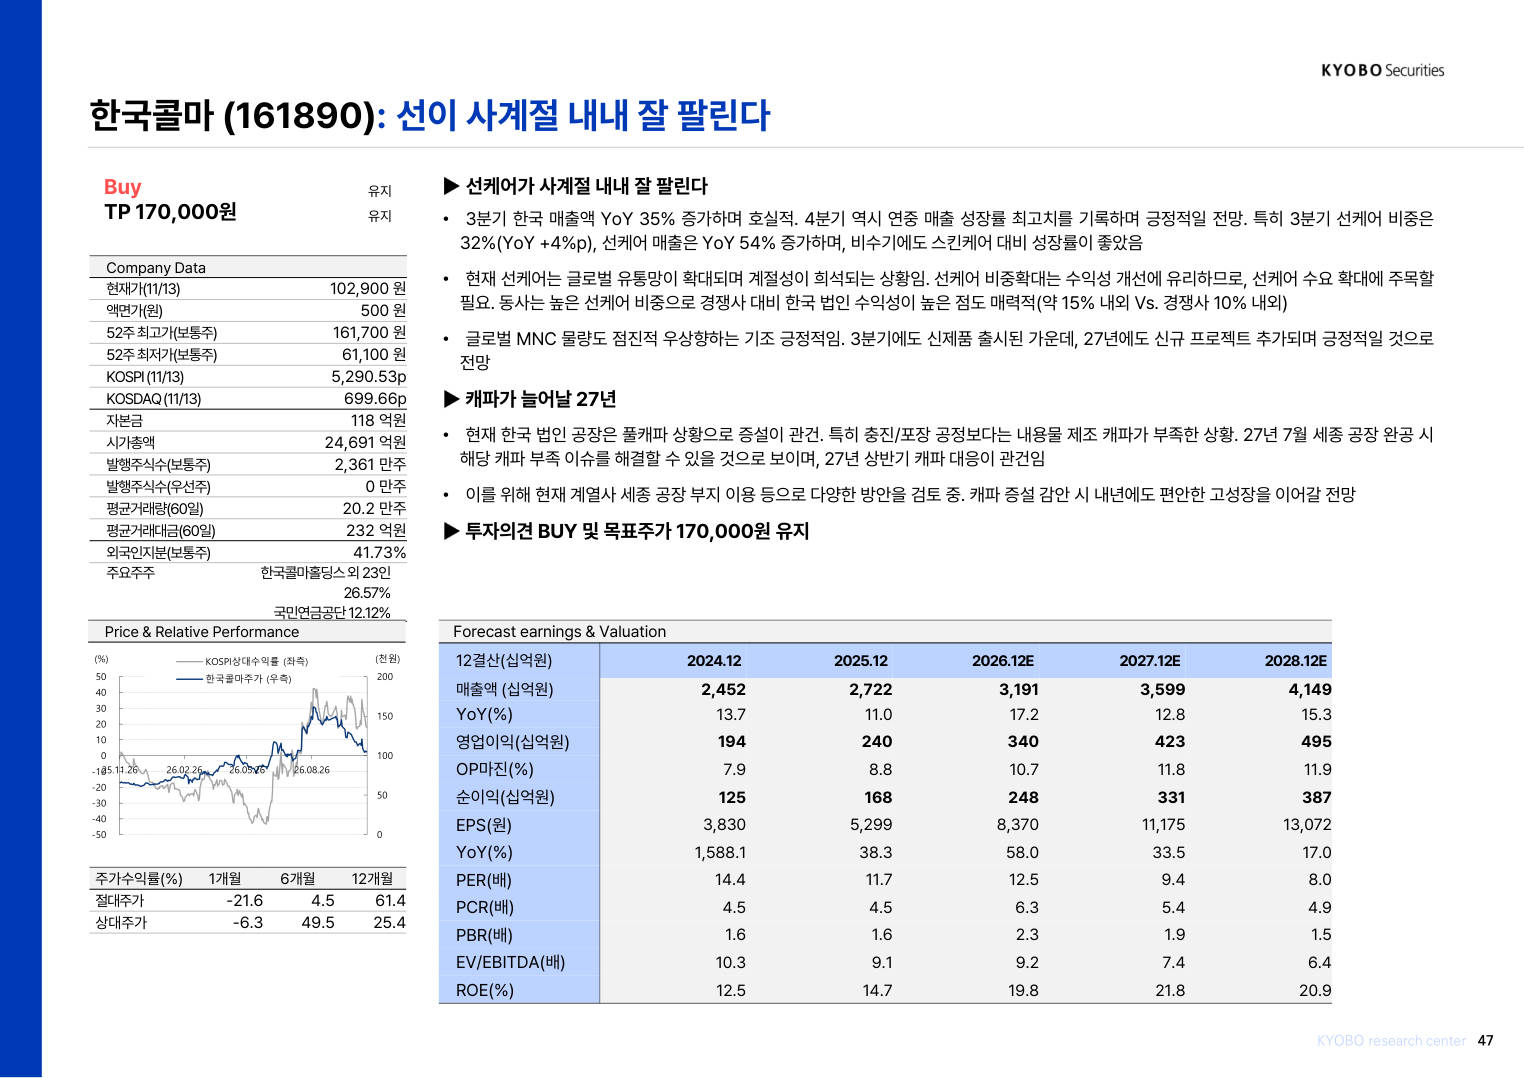 KYOBO Securities
한국콜마 (161890): 선이 사계절 내내 잘 팔린다
Buy 유지
TP 170,000원 유지
Company Data
현재가(11/13) 102,900 원
액면가(원) 500 원
52주 최고가(보통주) 161,700 원
52주 최저가(보통주) 61,100 원
KOSPI (11/13) 5,290.53p
KOSDAQ (11/13) 699.66p
자본금 118 억원
시가총액 24,691 억원
발행주식수(보통주) 2,361 만주
발행주식수(우선주) 0 만주
평균거래량(60일) 20.2 만주
평균거래대금(60일) 232 억원
외국인지분(보통주) 41.73%
주요주주 한국콜마홀딩스 외 23인
26.57%
국민연금공단 12.12%
Price & Relative Performance
(%) KOSPI상대수익률 (좌측) (천원)
한국콜마주가 (우측)
50 200
40
30 150
20
10
0 100
-10 25.11.26 26.02.26 26.05.26 26.08.26
-20
-30 50
-40
-50 0
주가수익률(%) 1개월 6개월 12개월
절대주가 -21.6 4.5 61.4
상대주가 -6.3 49.5 25.4
▶ 선케어가 사계절 내내 잘 팔린다
• 3분기 한국 매출액 YoY 35% 증가하며 호실적. 4분기 역시 연중 매출 성장률 최고치를 기록하며 긍정적일 전망. 특히 3분기 선케어 비중은
32%(YoY +4%p), 선케어 매출은 YoY 54% 증가하며, 비수기에도 스킨케어 대비 성장률이 좋았음
• 현재 선케어는 글로벌 유통망이 확대되며 계절성이 희석되는 상황임. 선케어 비중확대는 수익성 개선에 유리하므로, 선케어 수요 확대에 주목할
필요. 동사는 높은 선케어 비중으로 경쟁사 대비 한국 법인 수익성이 높은 점도 매력적(약 15% 내외 Vs. 경쟁사 10% 내외)
• 글로벌 MNC 물량도 점진적 우상향하는 기조 긍정적임. 3분기에도 신제품 출시된 가운데, 27년에도 신규 프로젝트 추가되며 긍정적일 것으로
전망
▶ 캐파가 늘어날 27년
• 현재 한국 법인 공장은 풀캐파 상황으로 증설이 관건. 특히 충진/포장 공정보다는 내용물 제조 캐파가 부족한 상황. 27년 7월 세종 공장 완공 시
해당 캐파 부족 이슈를 해결할 수 있을 것으로 보이며, 27년 상반기 캐파 대응이 관건임
• 이를 위해 현재 계열사 세종 공장 부지 이용 등으로 다양한 방안을 검토 중. 캐파 증설 감안 시 내년에도 편안한 고성장을 이어갈 전망
▶ 투자의견 BUY 및 목표주가 170,000원 유지
Forecast earnings & Valuation
12결산(십억원) 2024.12 2025.12 2026.12E 2027.12E 2028.12E
매출액 (십억원) 2,452 2,722 3,191 3,599 4,149
YoY(%) 13.7 11.0 17.2 12.8 15.3
영업이익(십억원) 194 240 340 423 495
OP마진(%) 7.9 8.8 10.7 11.8 11.9
순이익(십억원) 125 168 248 331 387
EPS(원) 3,830 5,299 8,370 11,175 13,072
YoY(%) 1,588.1 38.3 58.0 33.5 17.0
PER(배) 14.4 11.7 12.5 9.4 8.0
PCR(배) 4.5 4.5 6.3 5.4 4.9
PBR(배) 1.6 1.6 2.3 1.9 1.5
EV/EBITDA(배) 10.3 9.1 9.2 7.4 6.4
ROE(%) 12.5 14.7 19.8 21.8 20.9
KYOBO research center 47